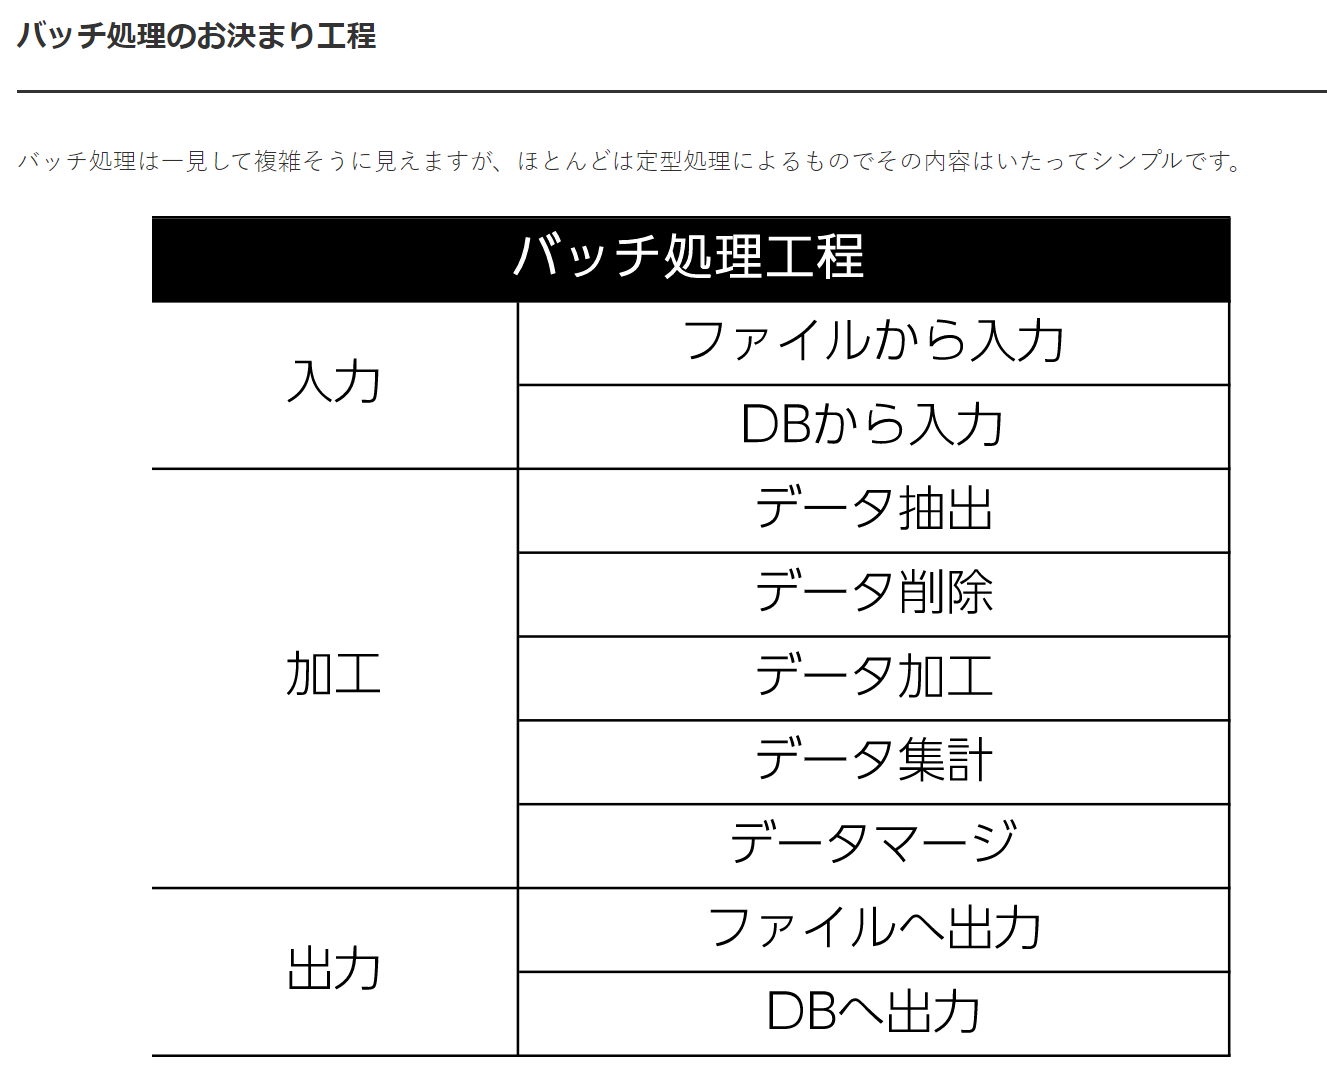 バッチ処理のお決まり工程
バッチ処理は一見して複雑そうに見えますが、ほとんどは定型処理によるものでその内容はいたってシンプルです。
バッチ処理工程
入力
ファイルから入力
DBから入力
加工
データ抽出
データ削除
データ加工
データ集計
データマージ
出力
ファイルへ出力
DBへ出力